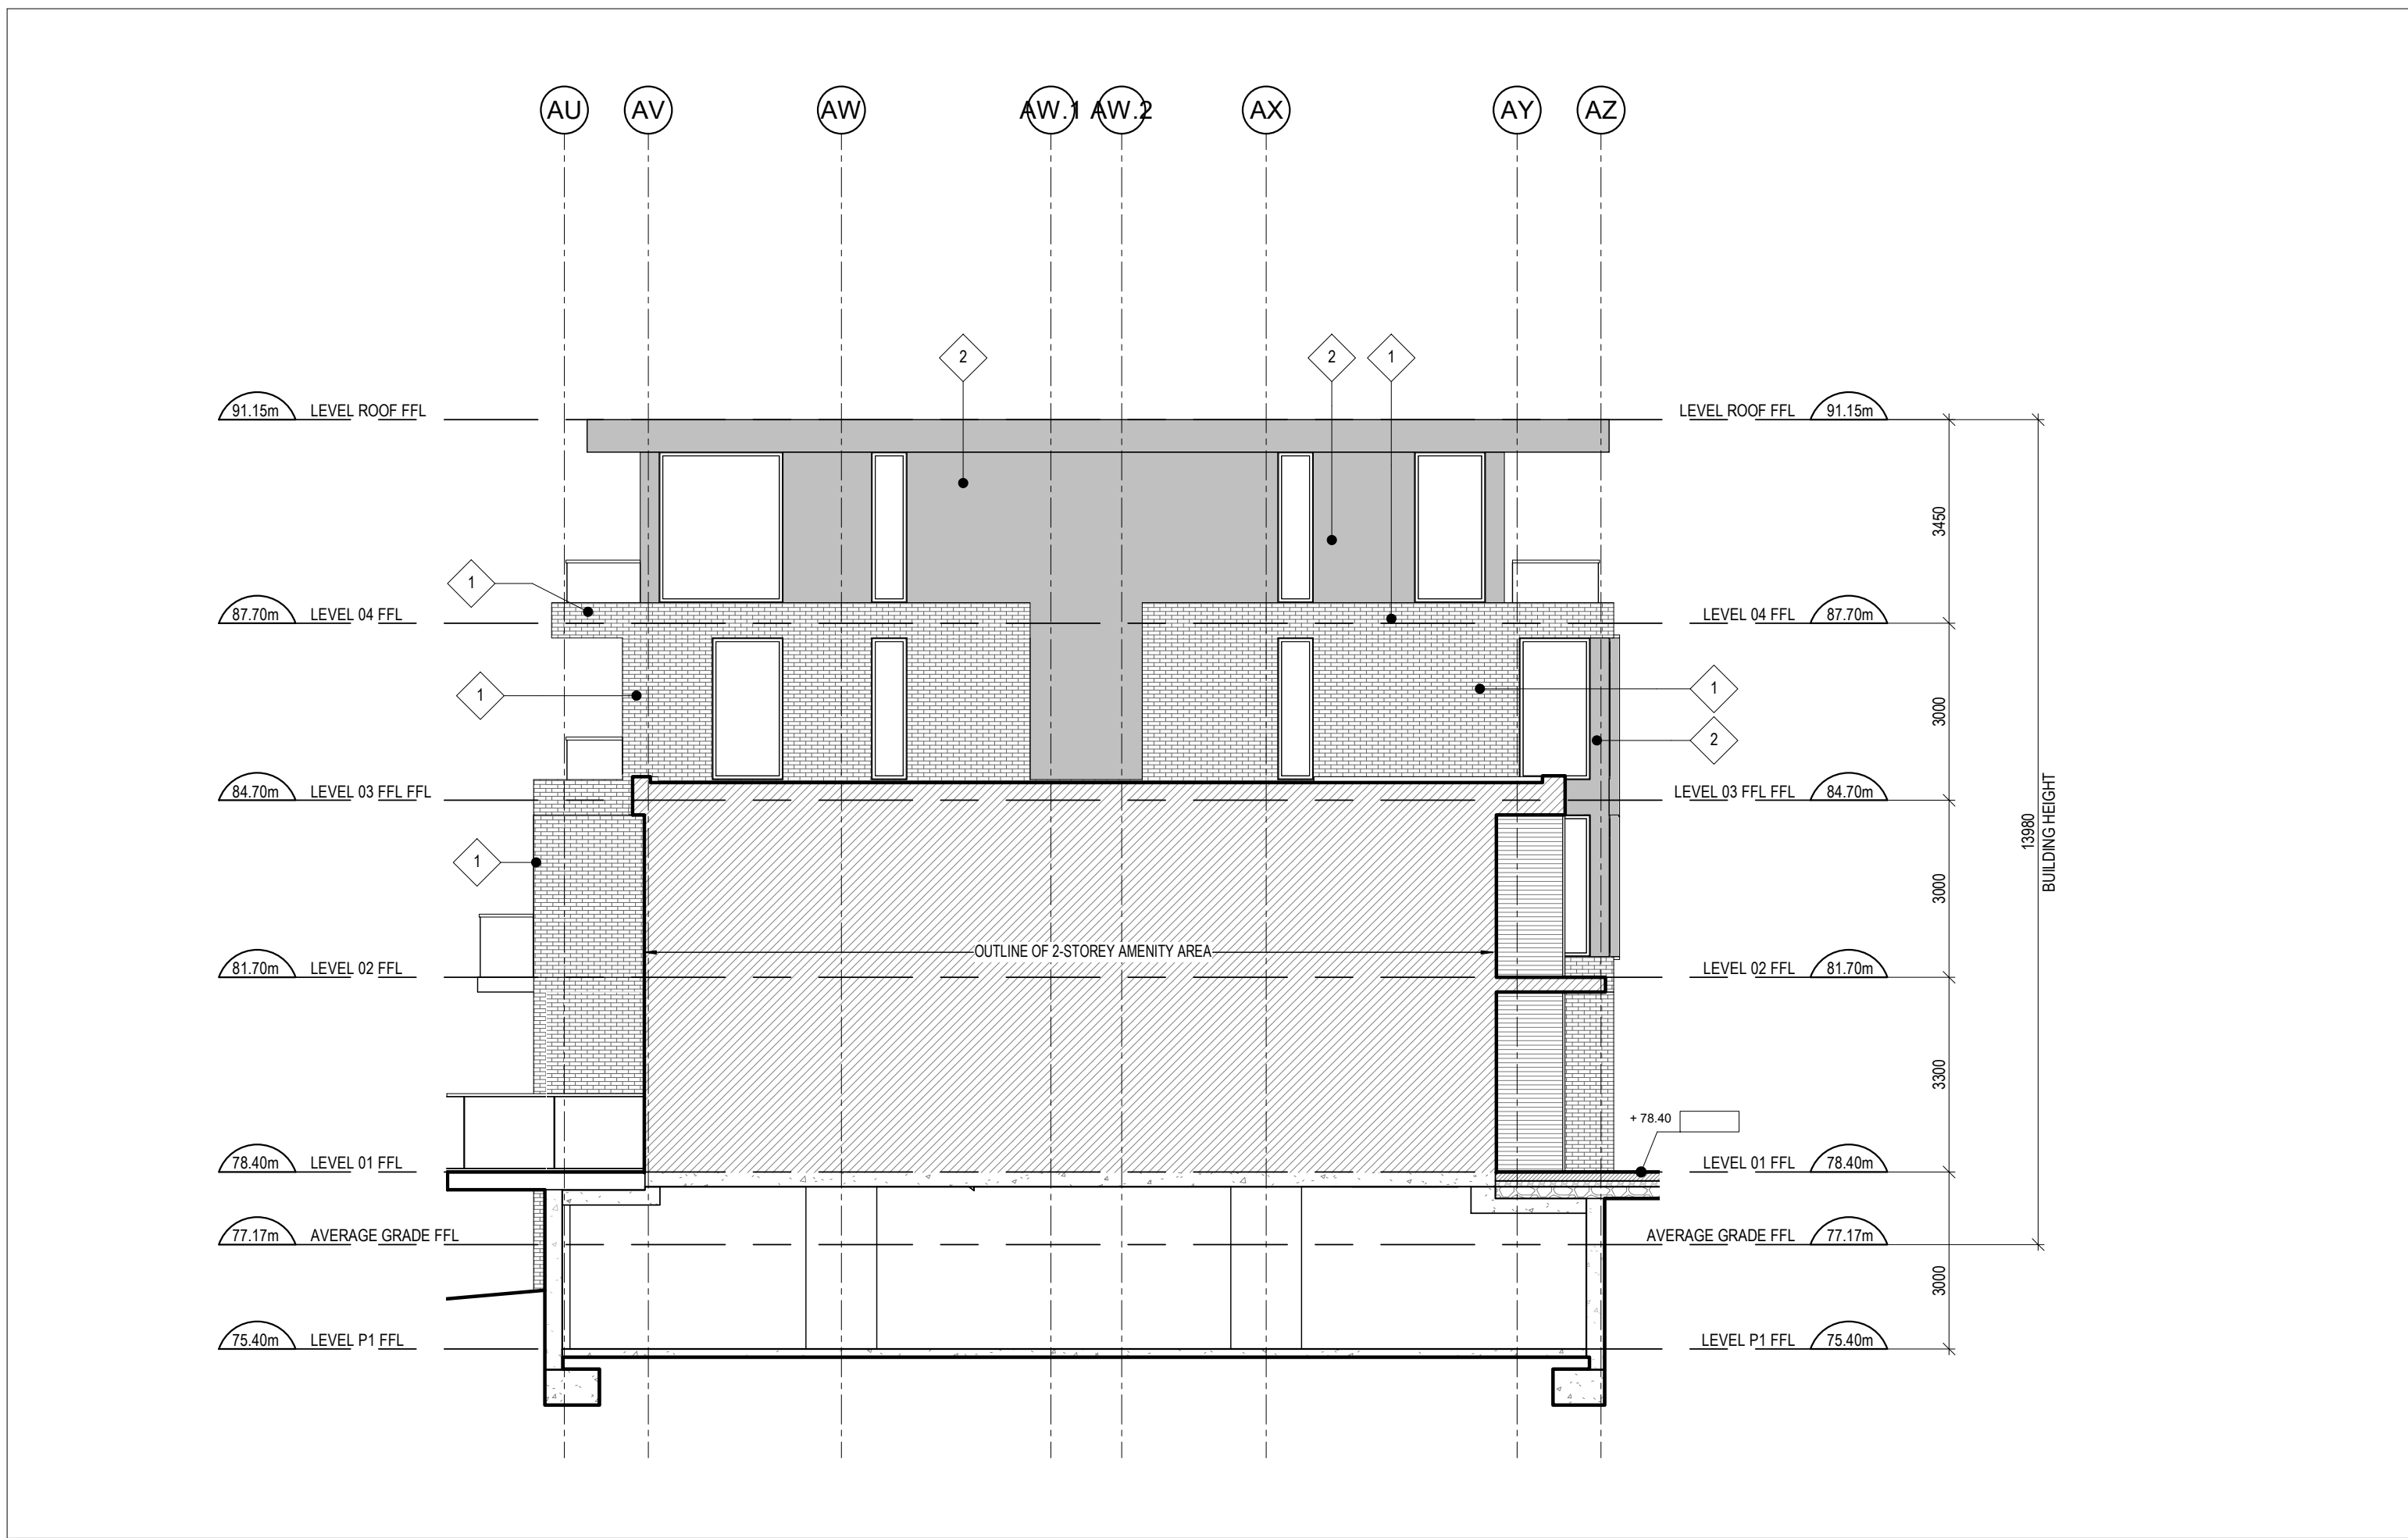 AU AV AW AW.1 AW.2 AX AY AZ
2 2 1
91.15m LEVEL ROOF FFL LEVEL ROOF FFL 91.15m
3450
1
87.70m LEVEL 04 FFL LEVEL 04 FFL 87.70m
1 1
3000
2
84.70m LEVEL 03 FFL FFL LEVEL 03 FFL FFL 84.70m
13980
BUILDING HEIGHT
1
3000
OUTLINE OF 2-STOREY AMENITY AREA
81.70m LEVEL 02 FFL LEVEL 02 FFL 81.70m
3300
+ 78.40
78.40m LEVEL 01 FFL LEVEL 01 FFL 78.40m
77.17m AVERAGE GRADE FFL AVERAGE GRADE FFL 77.17m
3000
75.40m LEVEL P1 FFL LEVEL P1 FFL 75.40m